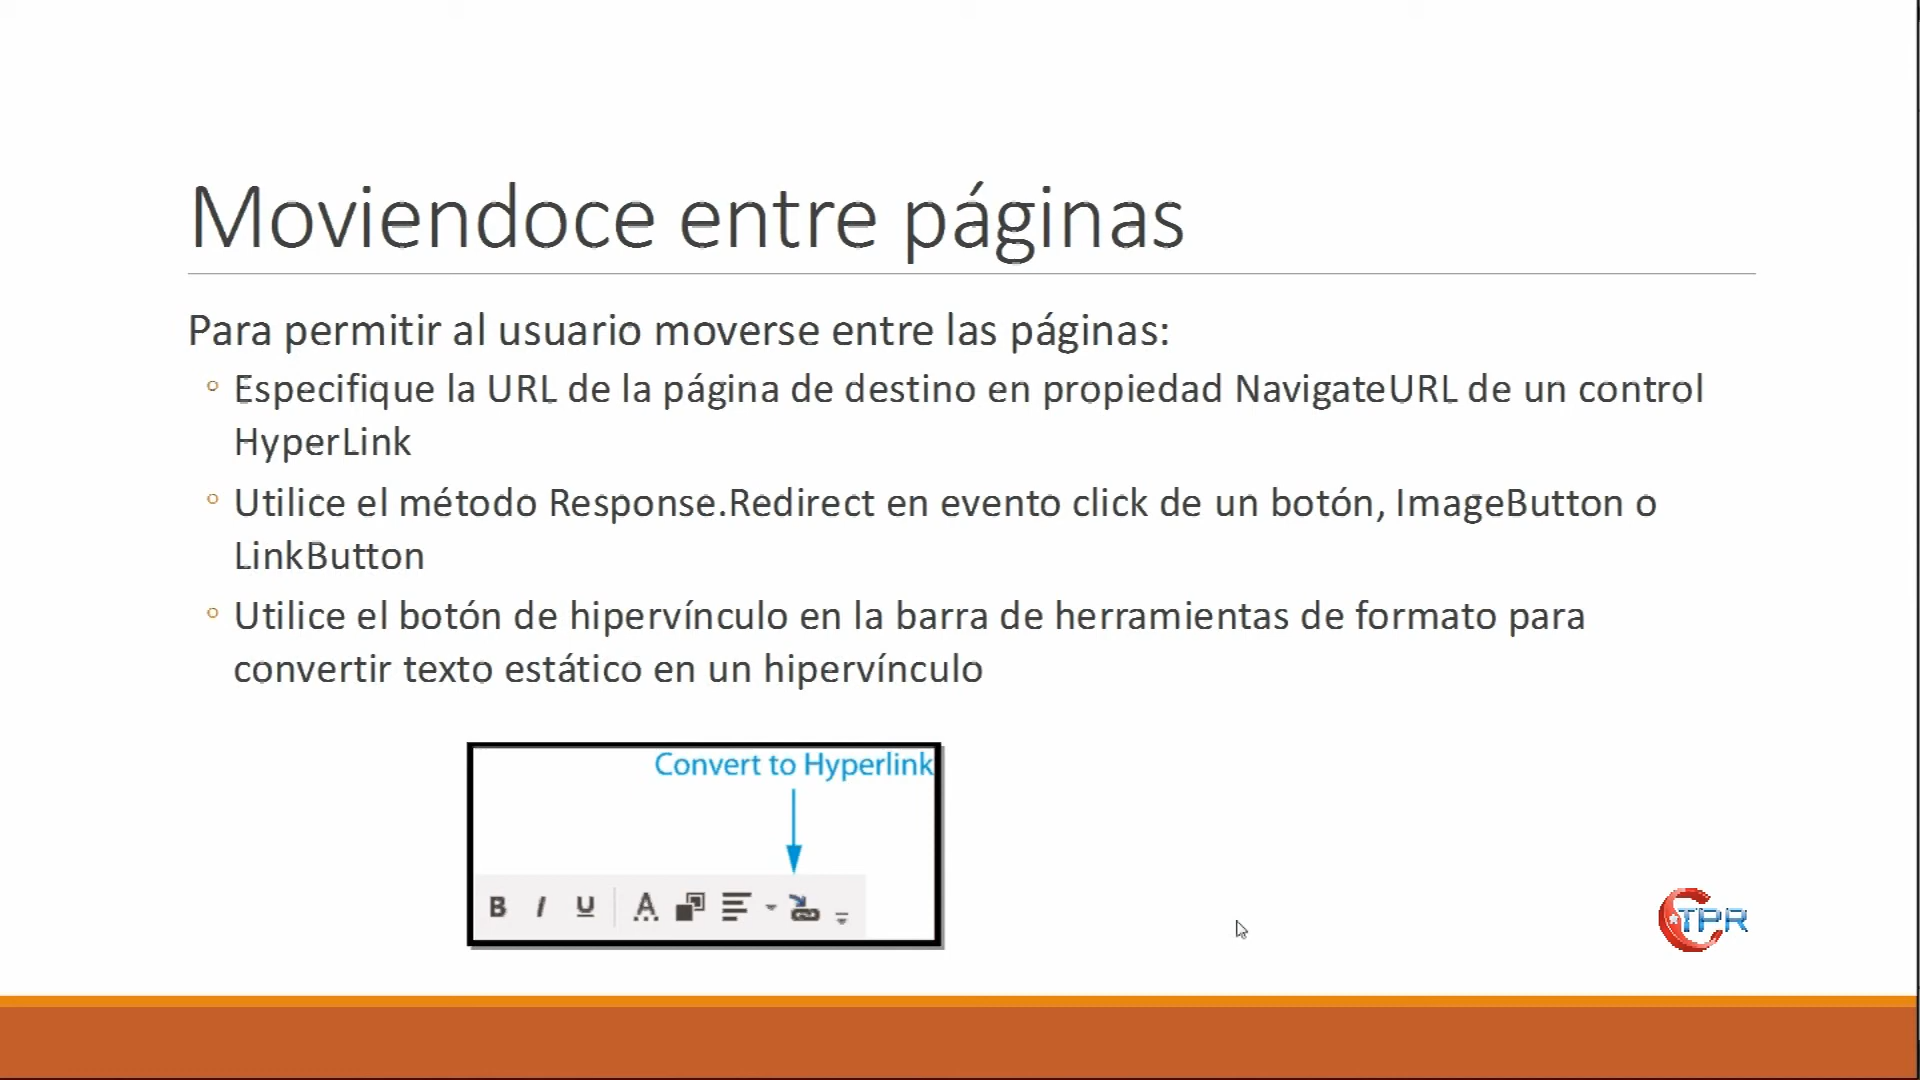 Moviendoce entre páginas
Para permitir al usuario moverse entre las páginas:
Especifique la URL de la página de destino en propiedad NavigateURL de un control
HyperLink
Utilice el método Response.Redirect en evento click de un botón, ImageButton o
LinkButton
Utilice el botón de hipervínculo en la barra de herramientas de formato para
convertir texto estático en un hipervínculo
Convert to Hyperlink
B I U A
CTPR